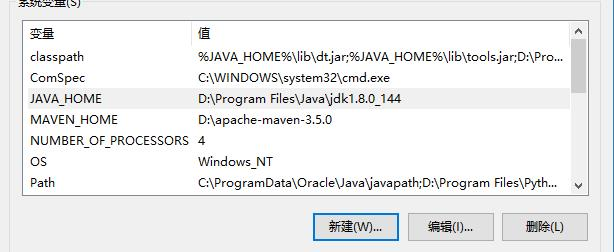 系统变量(S)
变量 值
classpath %JAVA_HOME%\lib\dt.jar;%JAVA_HOME%\lib\tools.jar;D:\Pro...
ComSpec C:\WINDOWS\system32\cmd.exe
JAVA_HOME D:\Program Files\Java\jdk1.8.0_144
MAVEN_HOME D:\apache-maven-3.5.0
NUMBER_OF_PROCESSORS 4
OS Windows_NT
Path C:\ProgramData\Oracle\Java\javapath;D:\Program Files\Pyth...
新建(W)... 编辑(I)... 删除(L)